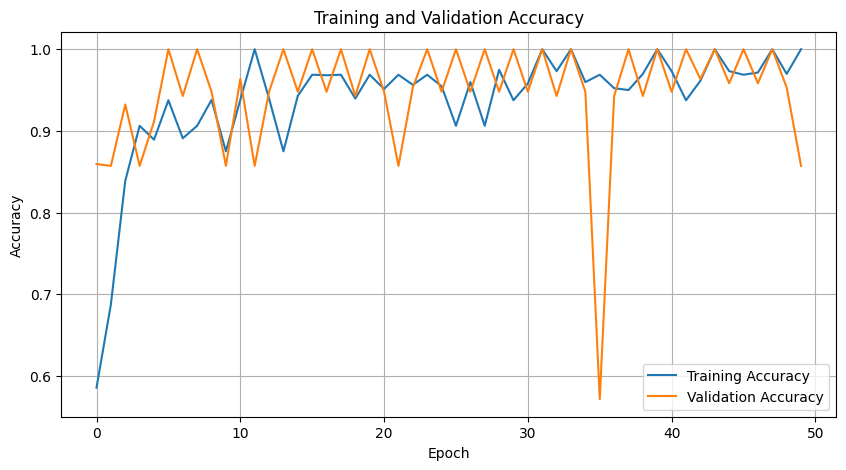 Training and Validation Accuracy
1.0
0.9
0.8
0.7
0.6
Accuracy
0 10 20 30 40 50
Epoch
Training Accuracy
Validation Accuracy